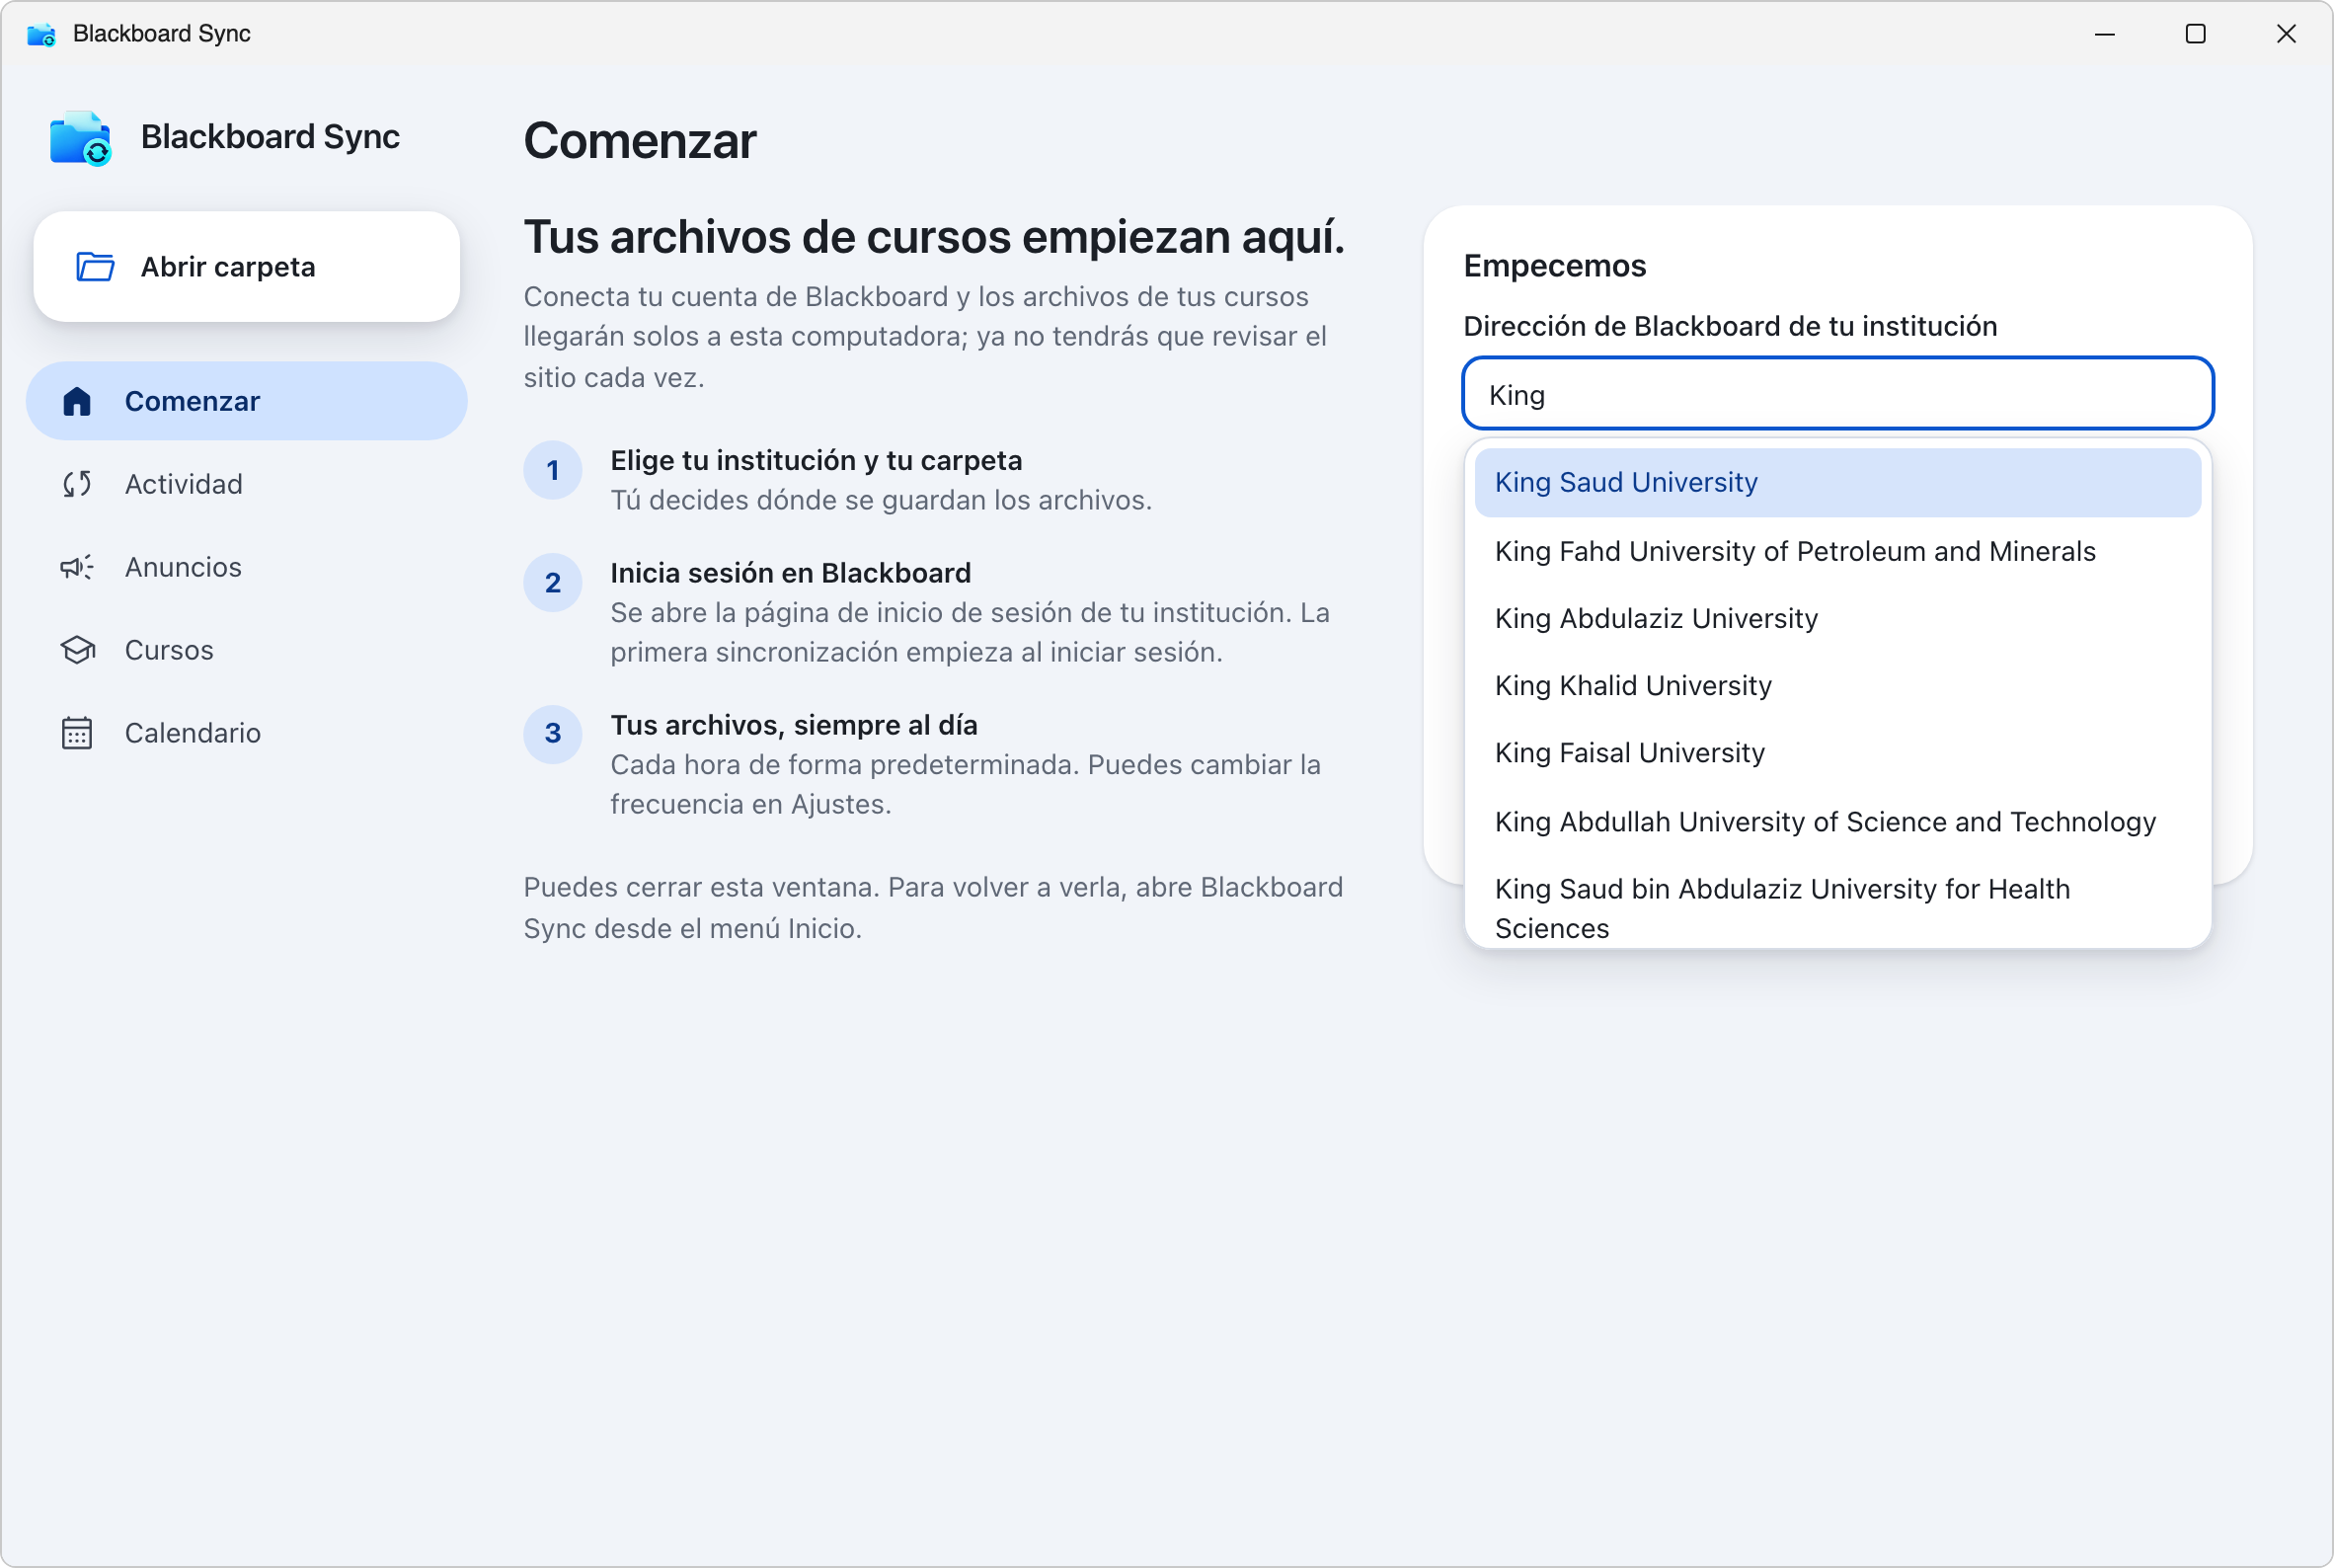 Blackboard Sync
Blackboard Sync
Abrir carpeta
Comenzar
Actividad
Anuncios
Cursos
Calendario
Comenzar
Tus archivos de cursos empiezan aquí.
Conecta tu cuenta de Blackboard y los archivos de tus cursos
llegarán solos a esta computadora; ya no tendrás que revisar el
sitio cada vez.
1
Elige tu institución y tu carpeta
Tú decides dónde se guardan los archivos.
2
Inicia sesión en Blackboard
Se abre la página de inicio de sesión de tu institución. La
primera sincronización empieza al iniciar sesión.
3
Tus archivos, siempre al día
Cada hora de forma predeterminada. Puedes cambiar la
frecuencia en Ajustes.
Puedes cerrar esta ventana. Para volver a verla, abre Blackboard
Sync desde el menú Inicio.
Empecemos
Dirección de Blackboard de tu institución
King
King Saud University
King Fahd University of Petroleum and Minerals
King Abdulaziz University
King Khalid University
King Faisal University
King Abdullah University of Science and Technology
King Saud bin Abdulaziz University for Health
Sciences